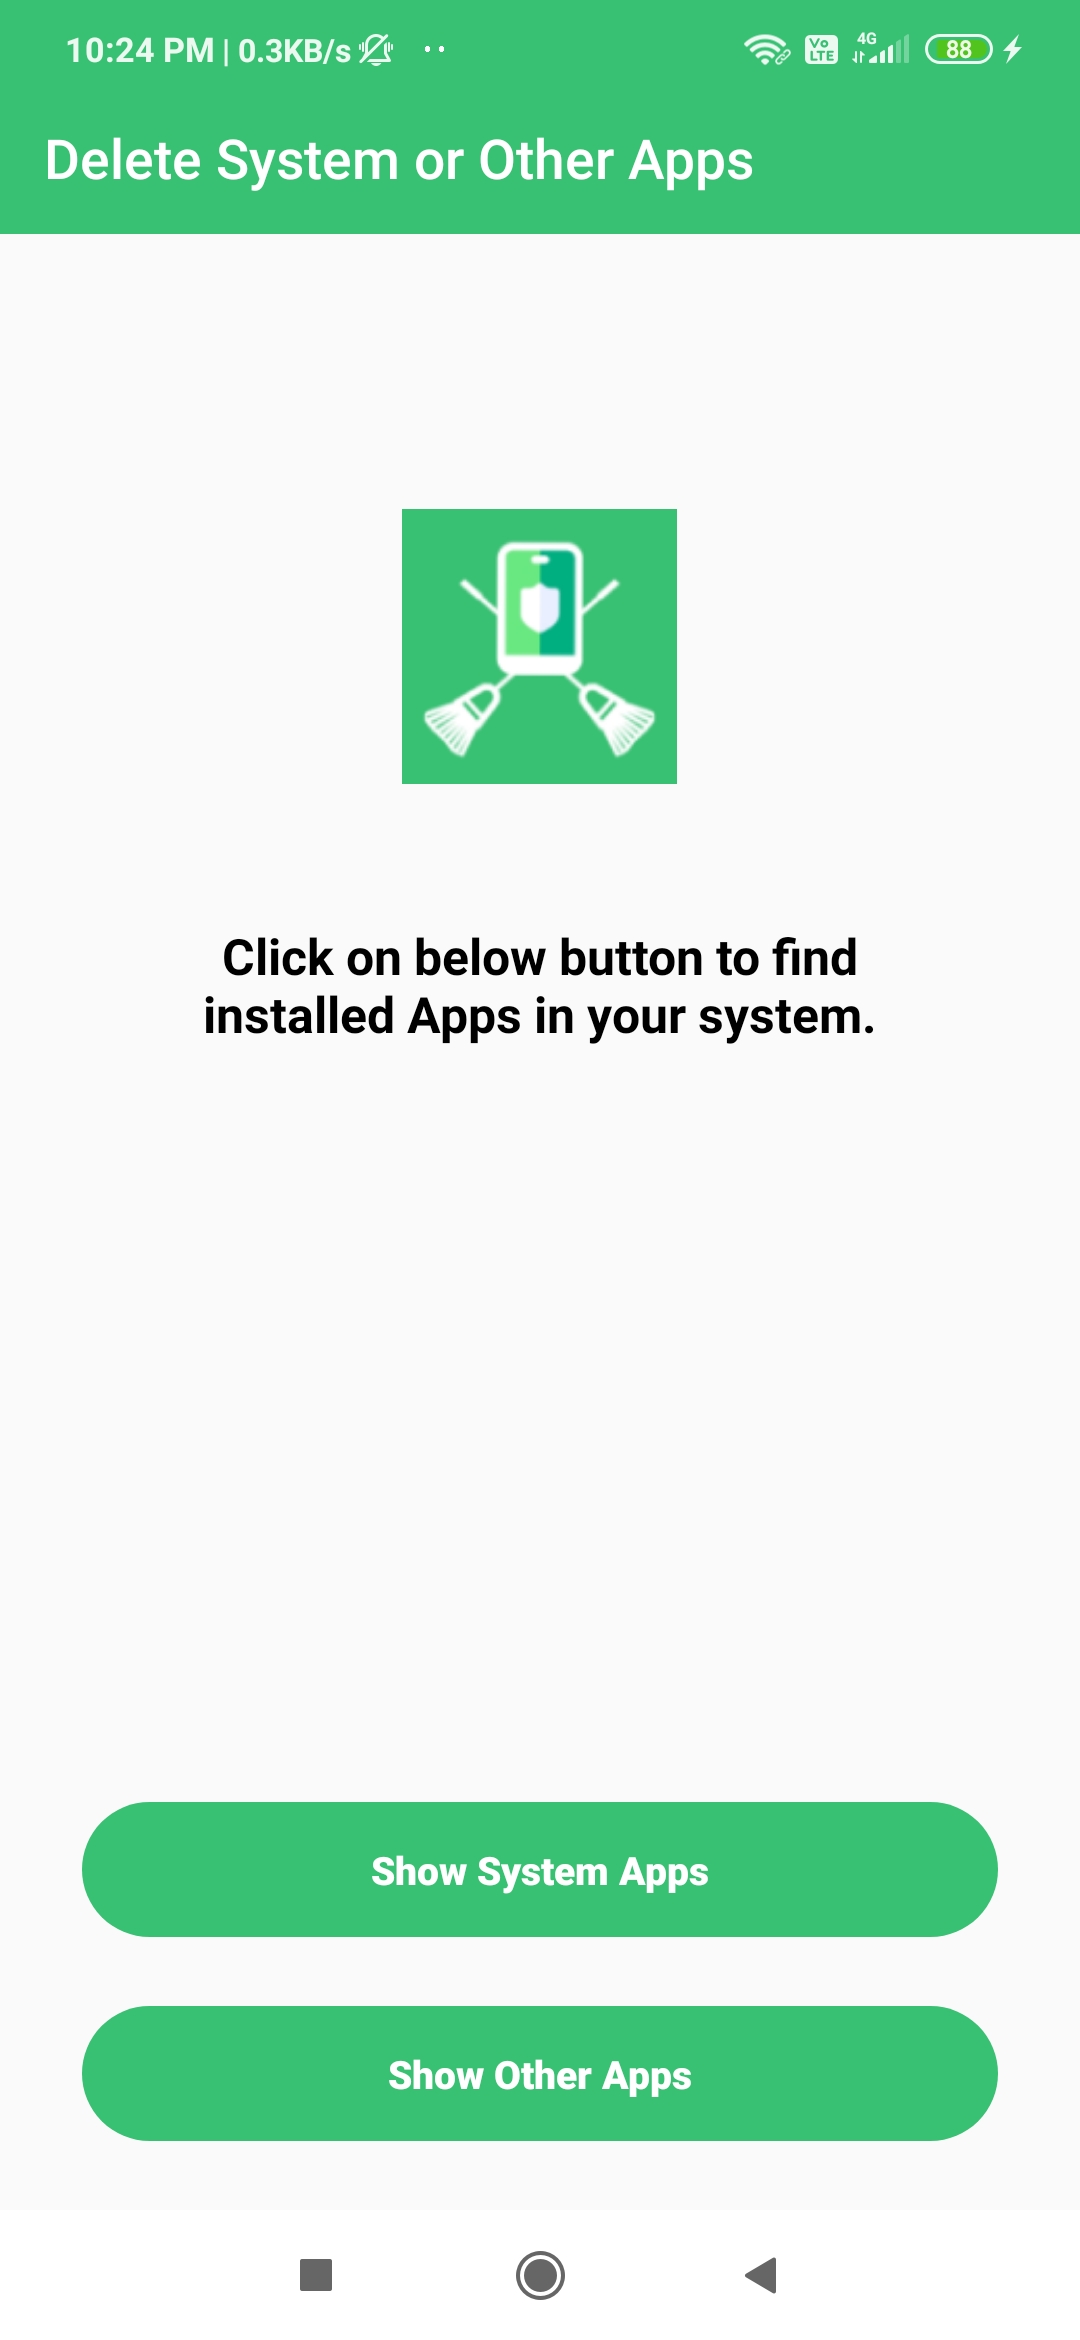 10:24 PM | 0.3KB/s
Vo
LTE
4G
88
Delete System or Other Apps
Click on below button to find
installed Apps in your system.
Show System Apps
Show Other Apps